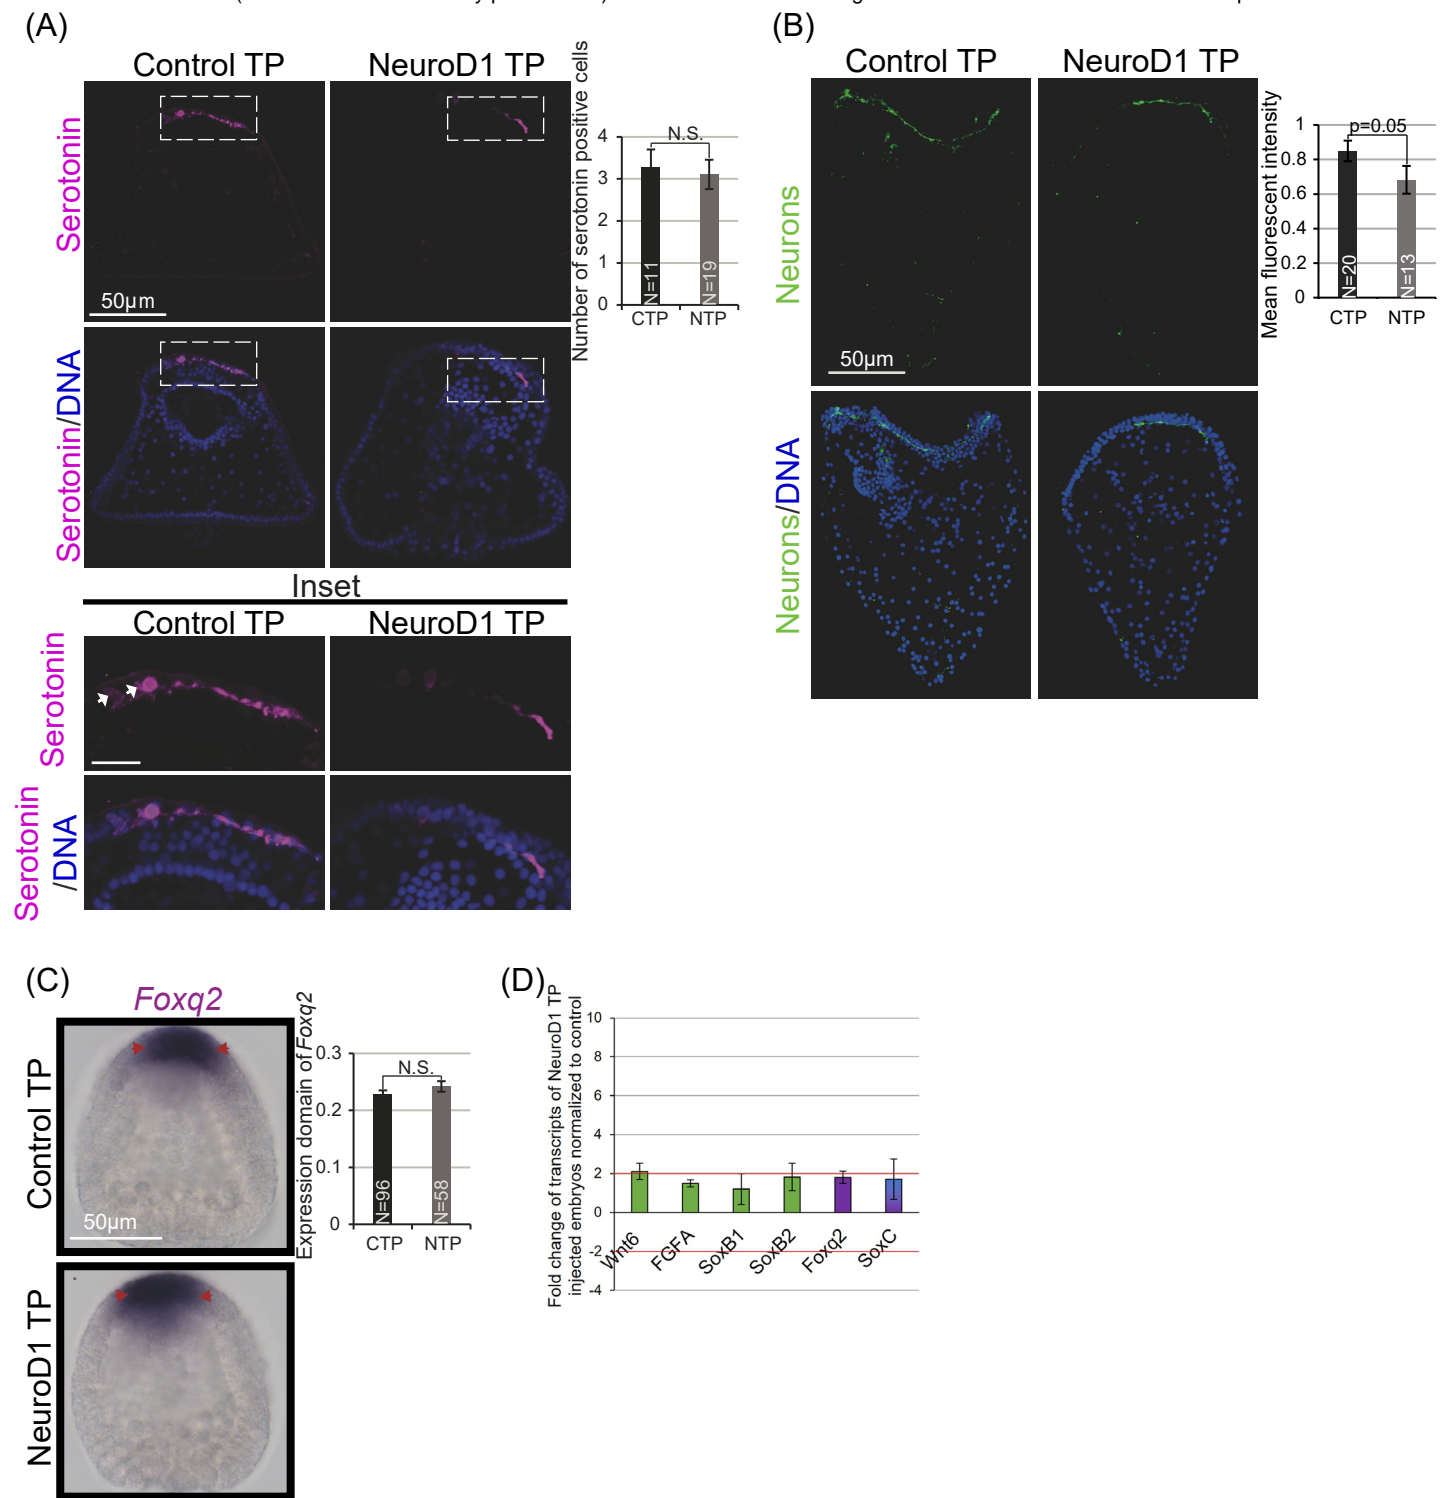 (A)
Control TP
NeuroD1 TP
Serotonin
50µm
Serotonin/DNA
Number of serotonin positive cells
4
3
2
1
0
N.S.
N=11
N=19
CTP
NTP
Inset
Control TP
NeuroD1 TP
Serotonin
Serotonin
/DNA
(B)
Control TP
NeuroD1 TP
Neurons
50µm
Neurons/DNA
Mean fluorescent intensity
1
0.8
0.6
0.4
0.2
0
p=0.05
N=20
N=13
CTP
NTP
(C)
Foxq2
Control TP
50µm
NeuroD1 TP
Expression domain of Foxq2
0.3
0.2
0.1
0
N.S.
N=96
N=58
CTP
NTP
(D)
Fold change of transcripts of NeuroD1 TP
injected embryos normalized to control
10
8
6
4
2
0
-2
-4
Wnt6
FGFA
SoxB1
SoxB2
Foxq2
SoxC